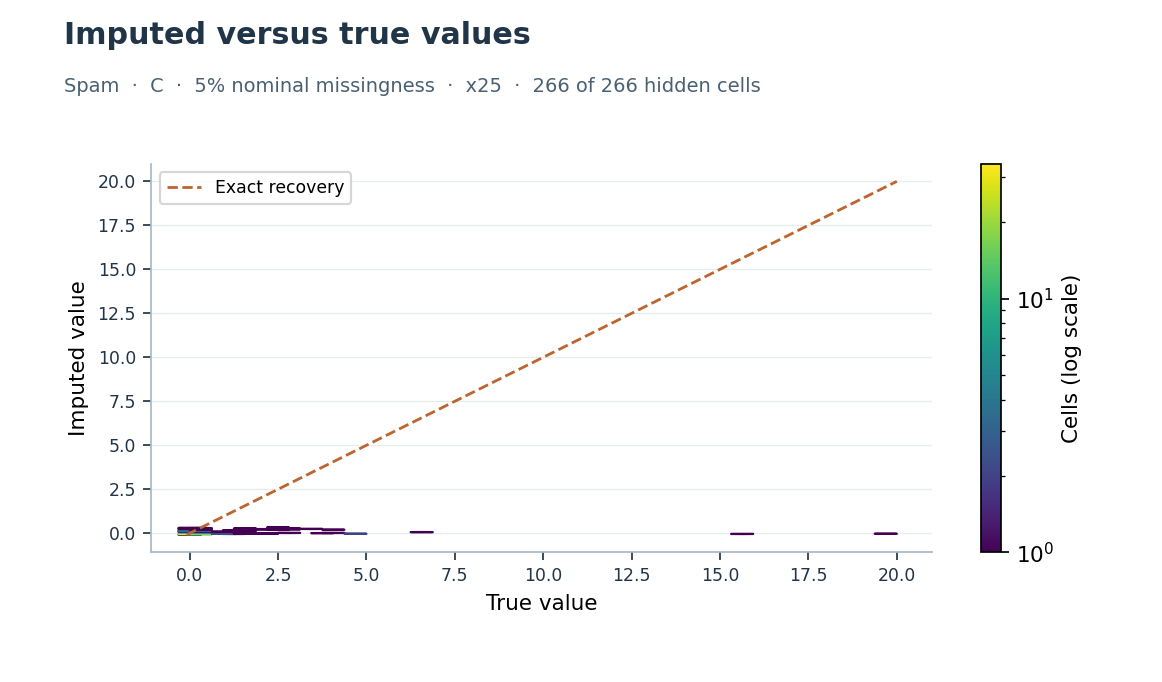 Imputed versus true values
Spam · C · 5% nominal missingness · x25 · 266 of 266 hidden cells
Exact recovery
20.0
17.5
15.0
12.5
10.0
7.5
5.0
2.5
0.0
Imputed value
0.0 2.5 5.0 7.5 10.0 12.5 15.0 17.5 20.0
True value
10¹
10⁰
Cells (log scale)